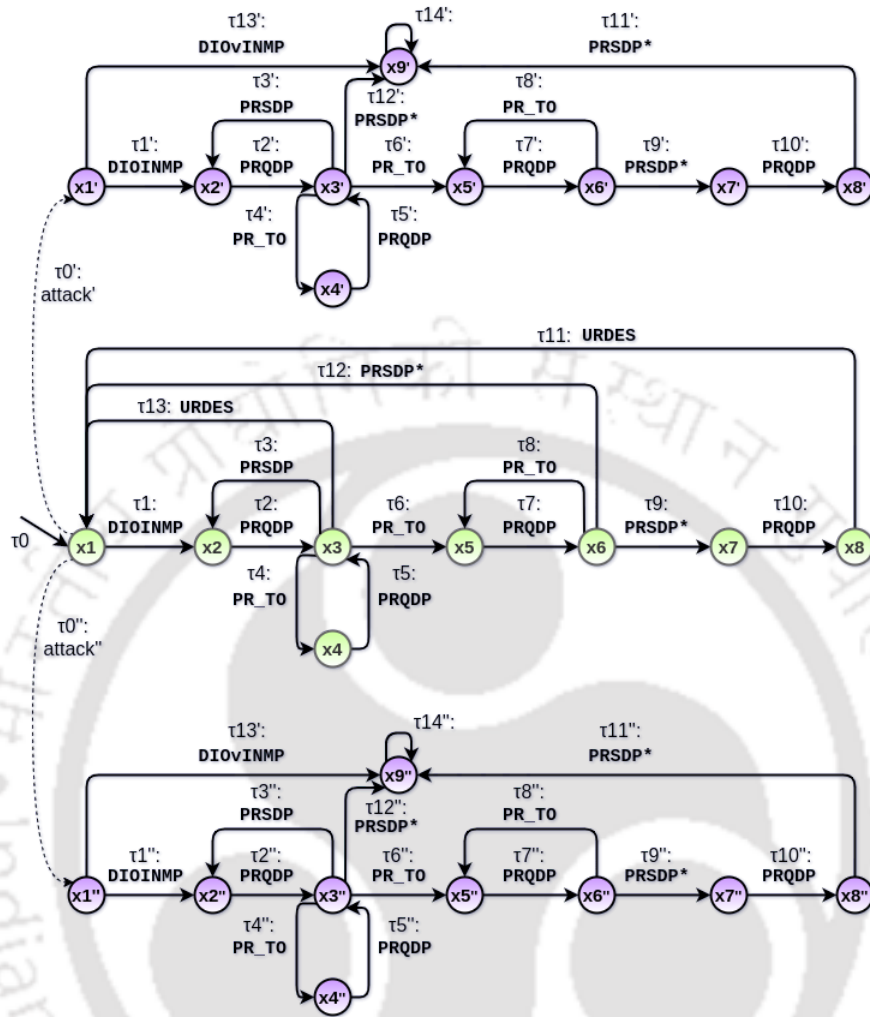 τ13':
DIOvINMP
τ14':
τ11':
PRSDP*
x9'
τ3':
PRSDP
τ12':
PRSDP*
τ8':
PR_TO
τ1':
DIOINMP
τ2':
PRQDP
τ6':
PR_TO
τ7':
PRQDP
τ9':
PRSDP*
τ10':
PRQDP
x1'
x2'
x3'
x5'
x6'
x7'
x8'
τ4':
PR_TO
τ5':
PRQDP
x4'
τ0':
attack'
τ11: URDES
τ12: PRSDP*
τ13: URDES
τ3:
PRSDP
τ8:
PR_TO
τ1:
DIOINMP
τ2:
PRQDP
τ6:
PR_TO
τ7:
PRQDP
τ9:
PRSDP*
τ10:
PRQDP
τ0
x1
x2
x3
x5
x6
x7
x8
τ4:
PR_TO
τ5:
PRQDP
x4
τ0'':
attack''
τ13':
DIOvINMP
τ14'':
τ11'':
PRSDP*
x9''
τ3'':
PRSDP
τ12'':
PRSDP*
τ8'':
PR_TO
τ1'':
DIOINMP
τ2'':
PRQDP
τ6'':
PR_TO
τ7'':
PRQDP
τ9'':
PRSDP*
τ10'':
PRQDP
x1''
x2''
x3''
x5''
x6''
x7''
x8''
τ4'':
PR_TO
τ5'':
PRQDP
x4''
Indian